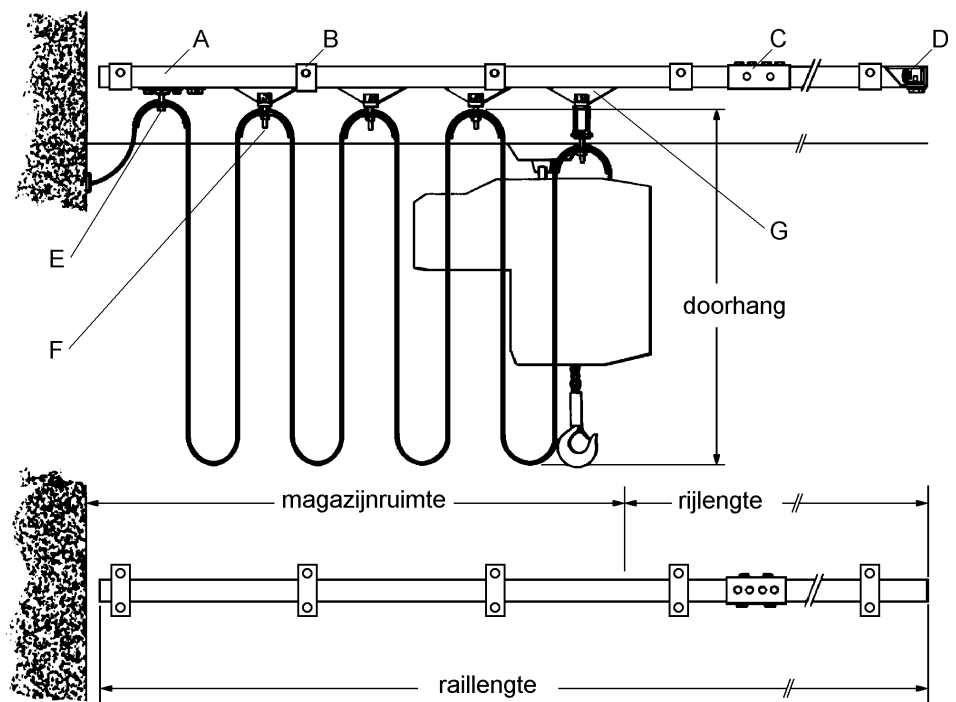 A B C D
E
G
doorhang
F
magazijnruimte rijlengte
raillengte